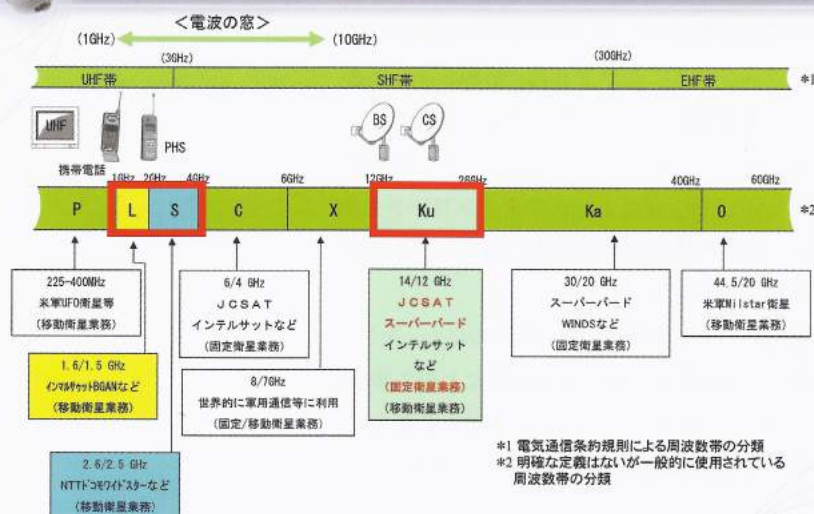 ＜電波の窓＞
(1GHz)
(10GHz)
(3GHz)
(30GHz)
UHF帯
SHF帯
EHF帯
*1
UHF
携帯電話
PHS
BS
CS
1GHz
2GHz
4GHz
6GHz
12GHz
26GHz
40GHz
60GHz
P
L
S
C
X
Ku
Ka
O
*2
225-400MHz
米軍UFO衛星等
(移動衛星業務)
6/4 GHz
JCSAT
インテルサットなど
(固定衛星業務)
14/12 GHz
JCSAT
スーパーバード
インテルサット
など
(固定衛星業務)
(移動衛星業務)
30/20 GHz
スーパーバード
WINDSなど
(固定衛星業務)
44.5/20 GHz
米軍Milstar衛星
(移動衛星業務)
1.6/1.5 GHz
インマルサットBGANなど
(移動衛星業務)
8/7GHz
世界的に軍用通信等に利用
(固定/移動衛星業務)
2.6/2.5 GHz
NTTドコモワイドスターなど
(移動衛星業務)
*1 電気通信条約規則による周波数帯の分類
*2 明確な定義はないが一般的に使用されている
周波数帯の分類